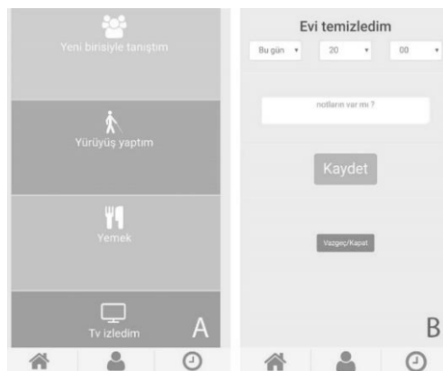 Yeni birisiyle tanıştım
Yürüyüş yaptım
Yemek
Tv izledim
A
Evi temizledim
Bu gün
20
00
notların var mı ?
Kaydet
Vazgeç/Kapat
B